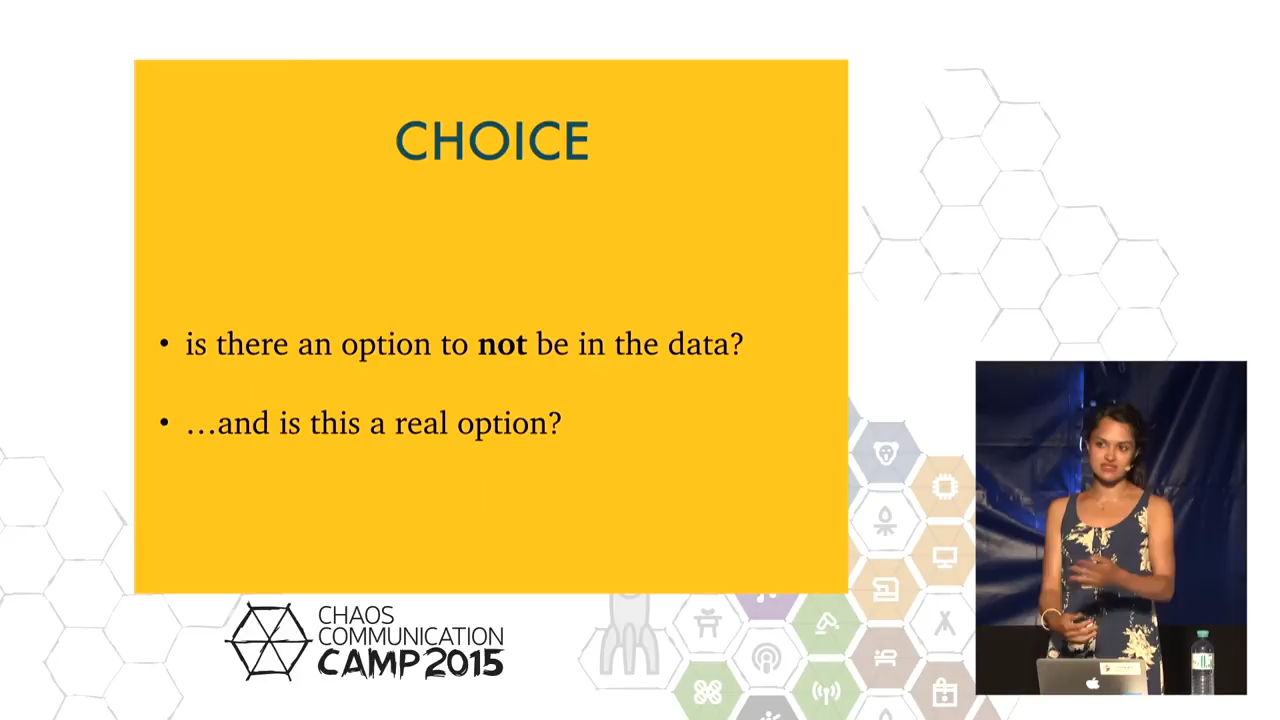 CHOICE
• is there an option to not be in the data?
• …and is this a real option?
CHAOS
COMMUNICATION
CAMP 2015